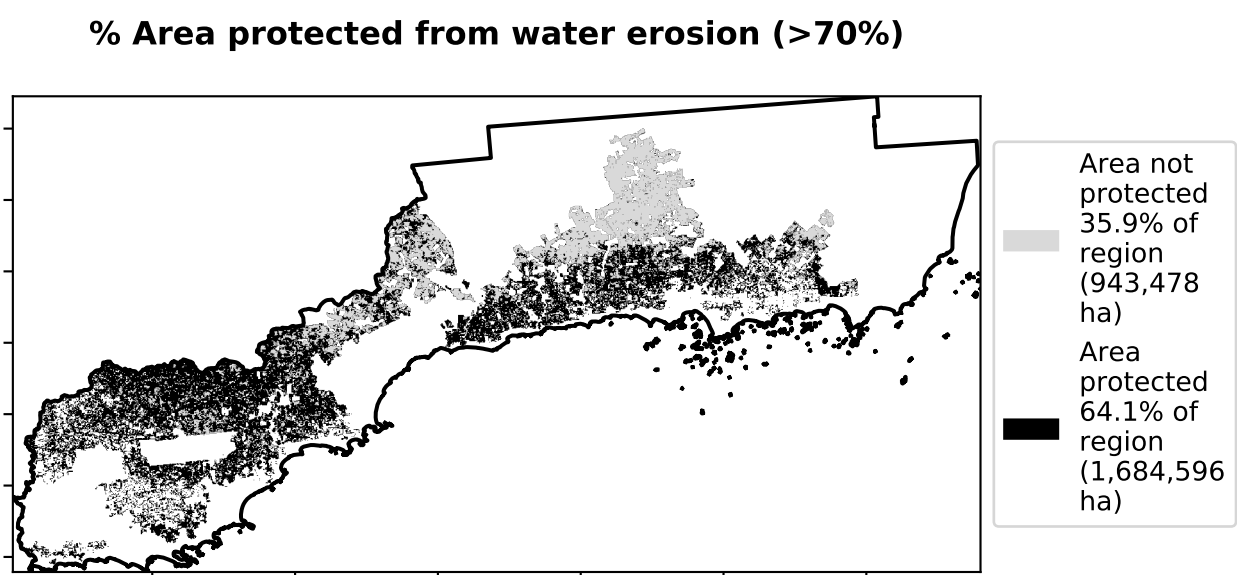 % Area protected from water erosion (>70%)
Area not
protected
35.9% of
region
(943,478
ha)
Area
protected
64.1% of
region
(1,684,596
ha)